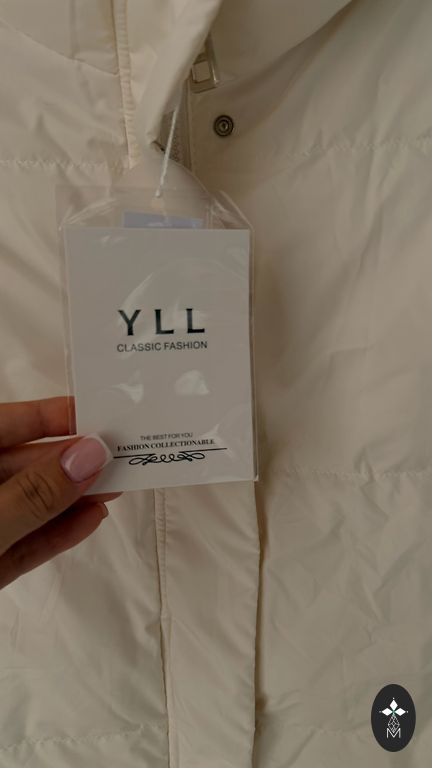 YLL
CLASSIC FASHION
THE BEST FOR YOU
FASHION COLLECTIONABLE
M